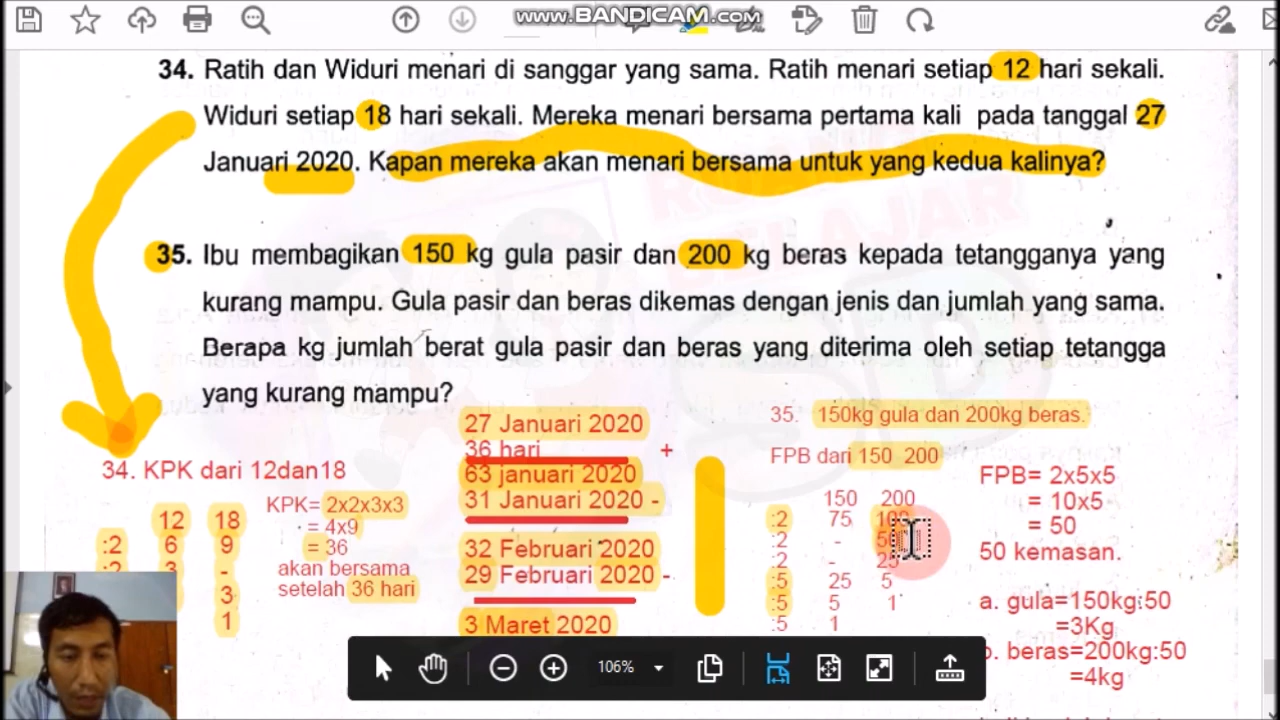 www.BANDICAM.com
34. Ratih dan Widuri menari di sanggar yang sama. Ratih menari setiap 12 hari sekali.
Widuri setiap 18 hari sekali. Mereka menari bersama pertama kali pada tanggal 27
Januari 2020. Kapan mereka akan menari bersama untuk yang kedua kalinya?
35. Ibu membagikan 150 kg gula pasir dan 200 kg beras kepada tetangganya yang
kurang mampu. Gula pasir dan beras dikemas dengan jenis dan jumlah yang sama.
Berapa kg jumlah berat gula pasir dan beras yang diterima oleh setiap tetangga
yang kurang mampu?
34. KPK dari 12dan18
12 18
:2 6 9
:2 3 -
3
1
KPK= 2x2x3x3
= 4x9
= 36
akan bersama
setelah 36 hari
27 Januari 2020
36 hari +
63 januari 2020
31 Januari 2020 -
32 Februari 2020
29 Februari 2020 -
3 Maret 2020
35. 150kg gula dan 200kg beras.
FPB dari 150 200
150 200
:2 75 100
:2 - 50
:2 - 25
:5 25 5
:5 5 1
:5 1
FPB= 2x5x5
= 10x5
= 50
50 kemasan.
a. gula=150kg:50
=3Kg
b. beras=200kg:50
=4kg
106%